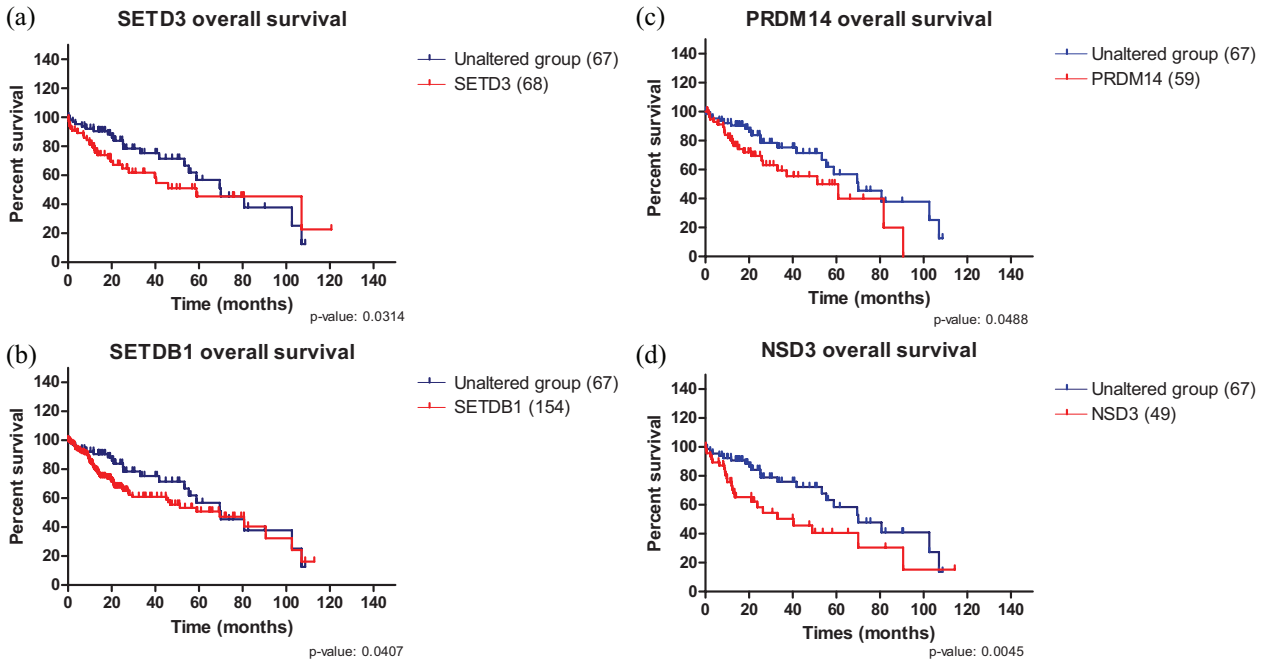 (a)
SETD3 overall survival
Percent survival
140
120
100
80
60
40
20
0
0 20 40 60 80 100 120 140
Time (months)
Unaltered group (67)
SETD3 (68)
p-value: 0.0314
(c)
PRDM14 overall survival
Percent survival
140
120
100
80
60
40
20
0
0 20 40 60 80 100 120 140
Time (months)
Unaltered group (67)
PRDM14 (59)
p-value: 0.0488
(b)
SETDB1 overall survival
Percent survival
140
120
100
80
60
40
20
0
0 20 40 60 80 100 120 140
Time (months)
Unaltered group (67)
SETDB1 (154)
p-value: 0.0407
(d)
NSD3 overall survival
Percent survival
140
120
100
80
60
40
20
0
0 20 40 60 80 100 120 140
Times (months)
Unaltered group (67)
NSD3 (49)
p-value: 0.0045